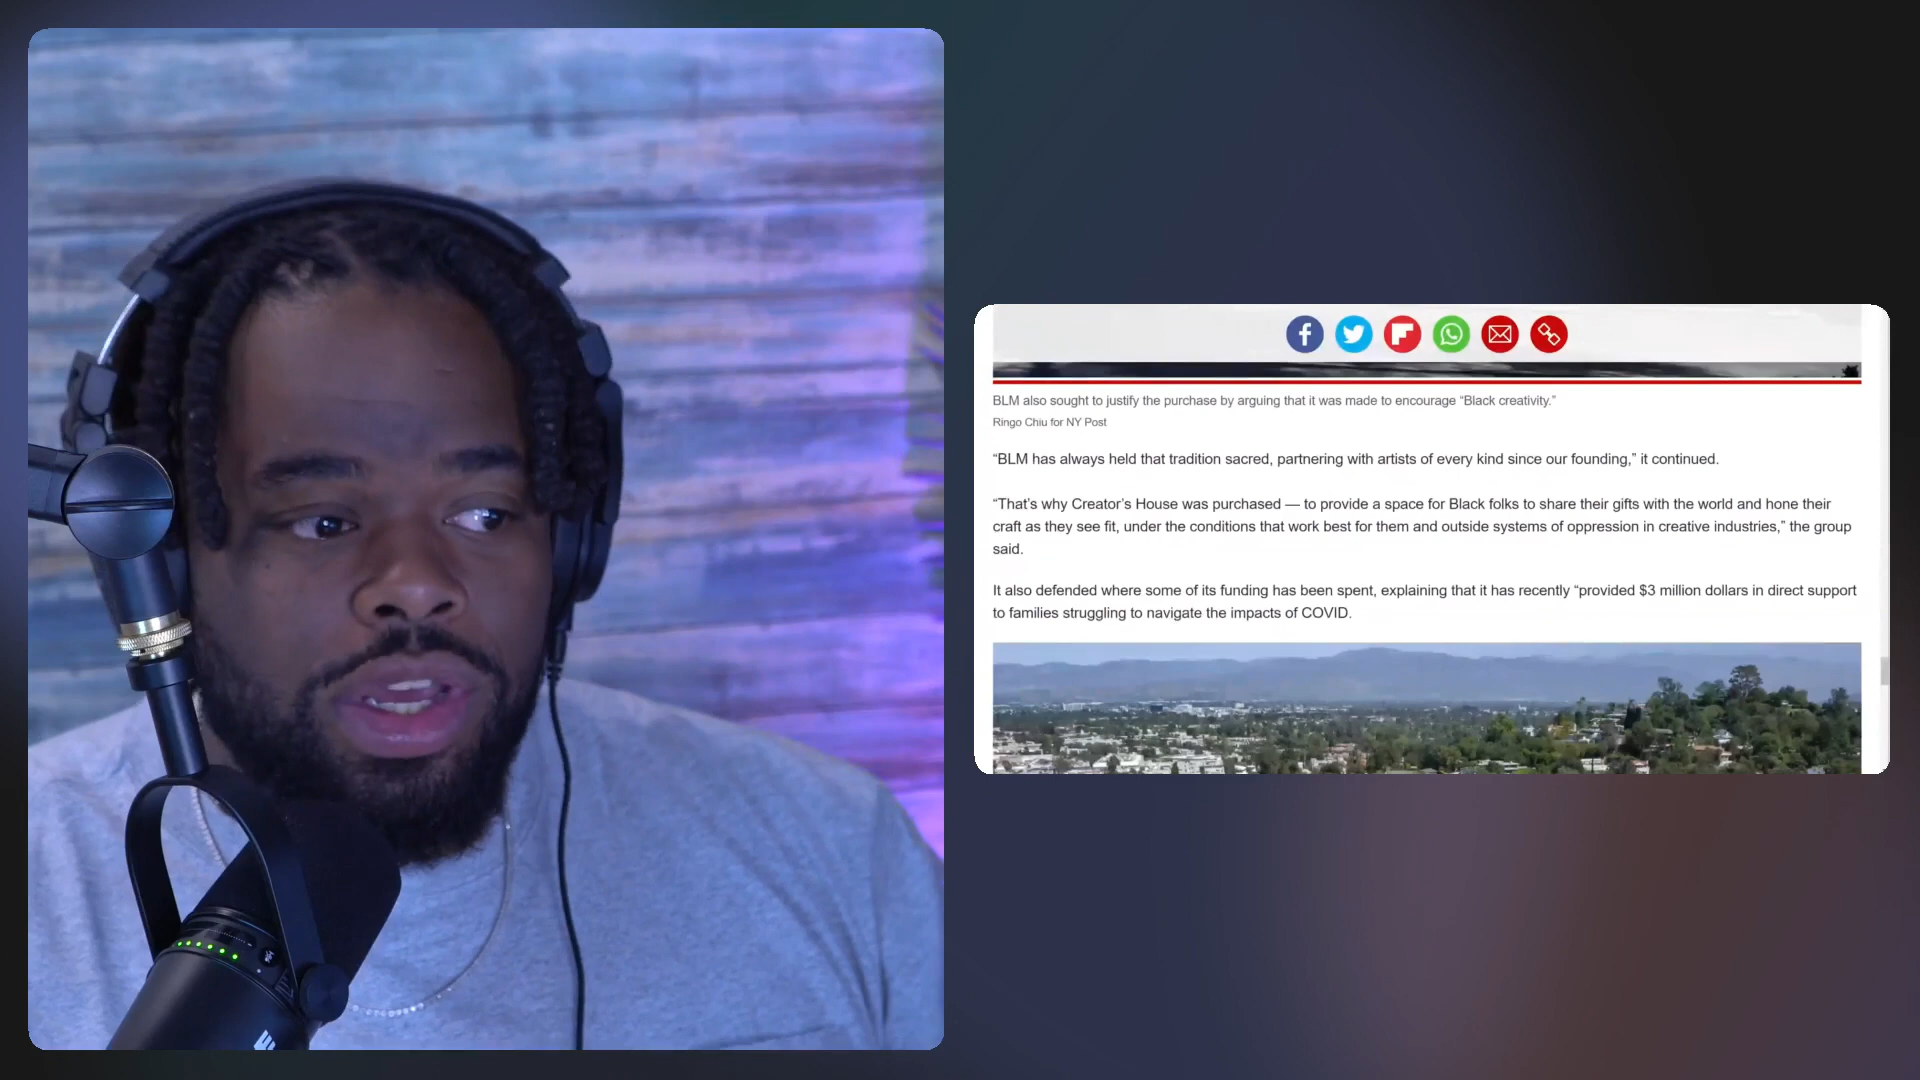 BLM also sought to justify the purchase by arguing that it was made to encourage “Black creativity.”
Ringo Chiu for NY Post
“BLM has always held that tradition sacred, partnering with artists of every kind since our founding,” it continued.
“That’s why Creator’s House was purchased — to provide a space for Black folks to share their gifts with the world and hone their
craft as they see fit, under the conditions that work best for them and outside systems of oppression in creative industries,” the group
said.
It also defended where some of its funding has been spent, explaining that it has recently “provided $3 million dollars in direct support
to families struggling to navigate the impacts of COVID.